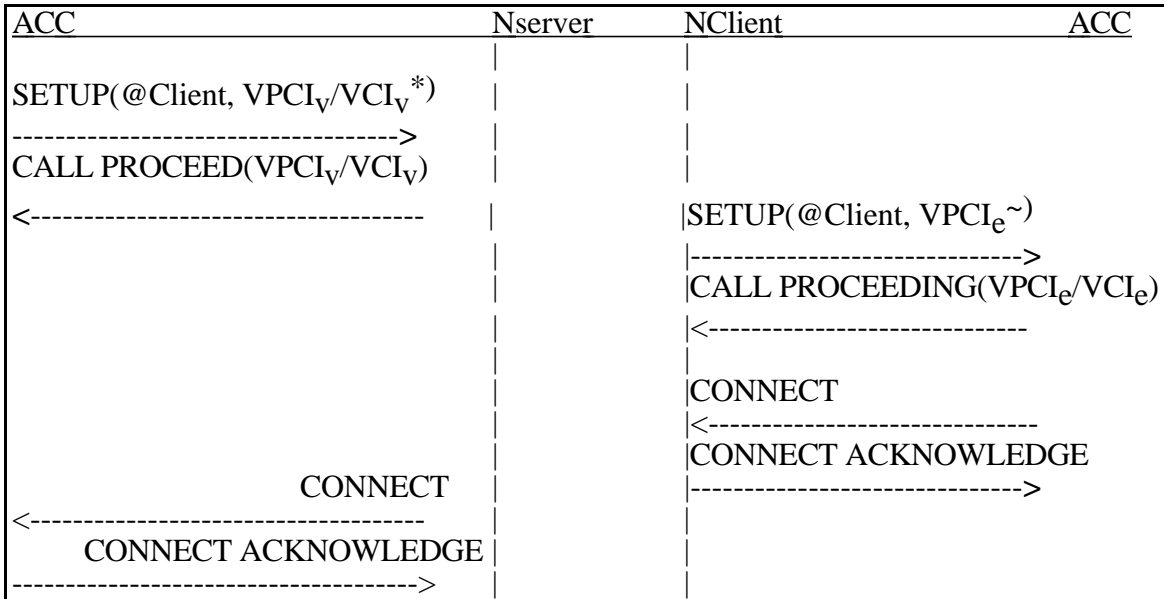 ACC Nserver NClient ACC
SETUP(@Client, VPCIv/VCIv*)
CALL PROCEED(VPCIv/VCIv)
SETUP(@Client, VPCIe~)
CALL PROCEEDING(VPCIe/VCIe)
CONNECT
CONNECT ACKNOWLEDGE
CONNECT
CONNECT ACKNOWLEDGE